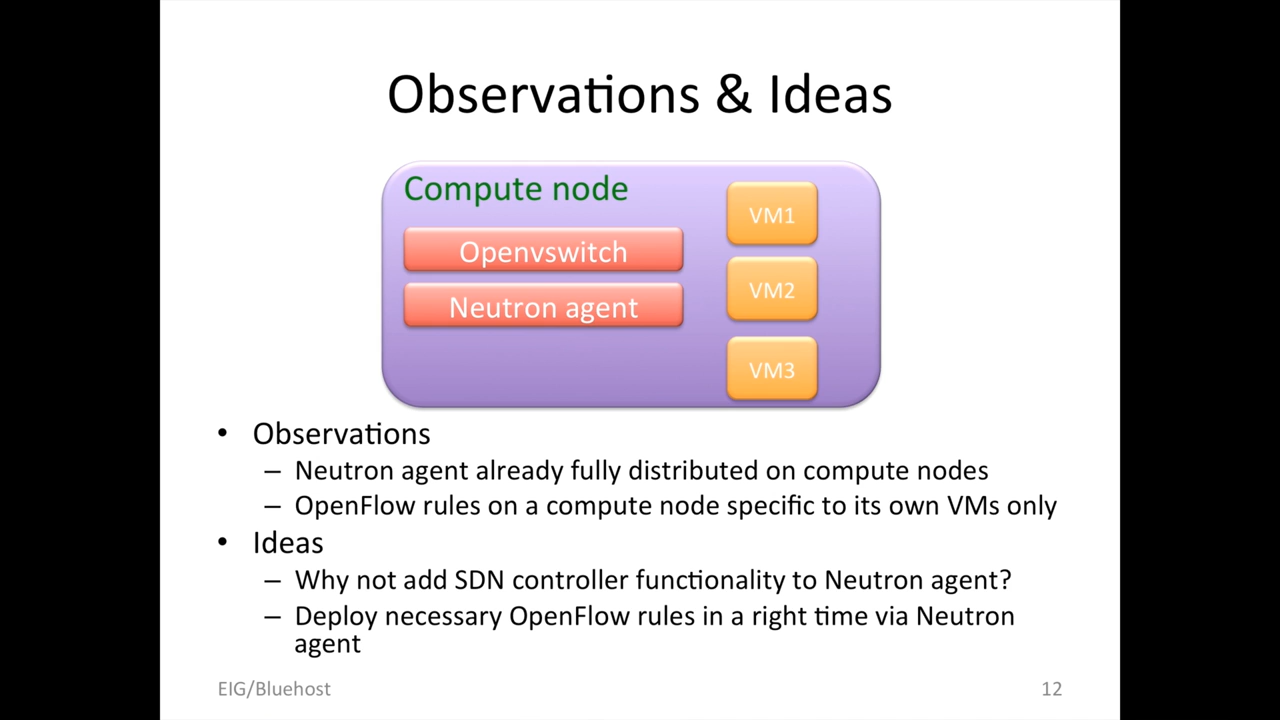 Observations & Ideas
Compute node
Openvswitch
Neutron agent
VM1
VM2
VM3
• Observations
– Neutron agent already fully distributed on compute nodes
– OpenFlow rules on a compute node specific to its own VMs only
• Ideas
– Why not add SDN controller functionality to Neutron agent?
– Deploy necessary OpenFlow rules in a right time via Neutron
agent
EIG/Bluehost
12